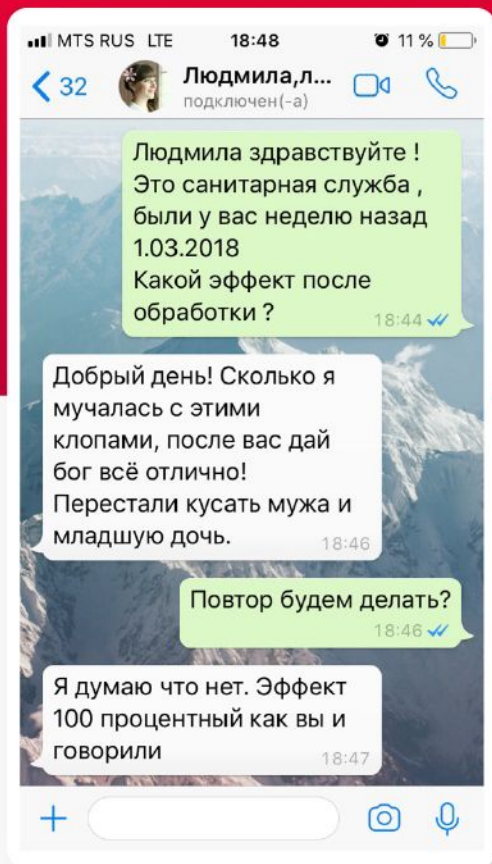 MTS RUS LTE 18:48 11 %
32 Людмила,л...
подключен(-а)
Людмила здравствуйте !
Это санитарная служба ,
были у вас неделю назад
1.03.2018
Какой эффект после
обработки ?
18:44
Добрый день! Сколько я
мучалась с этими
клопами, после вас дай
бог всё отлично!
Перестали кусать мужа и
младшую дочь.
18:46
Повтор будем делать?
18:46
Я думаю что нет. Эффект
100 процентный как вы и
говорили
18:47